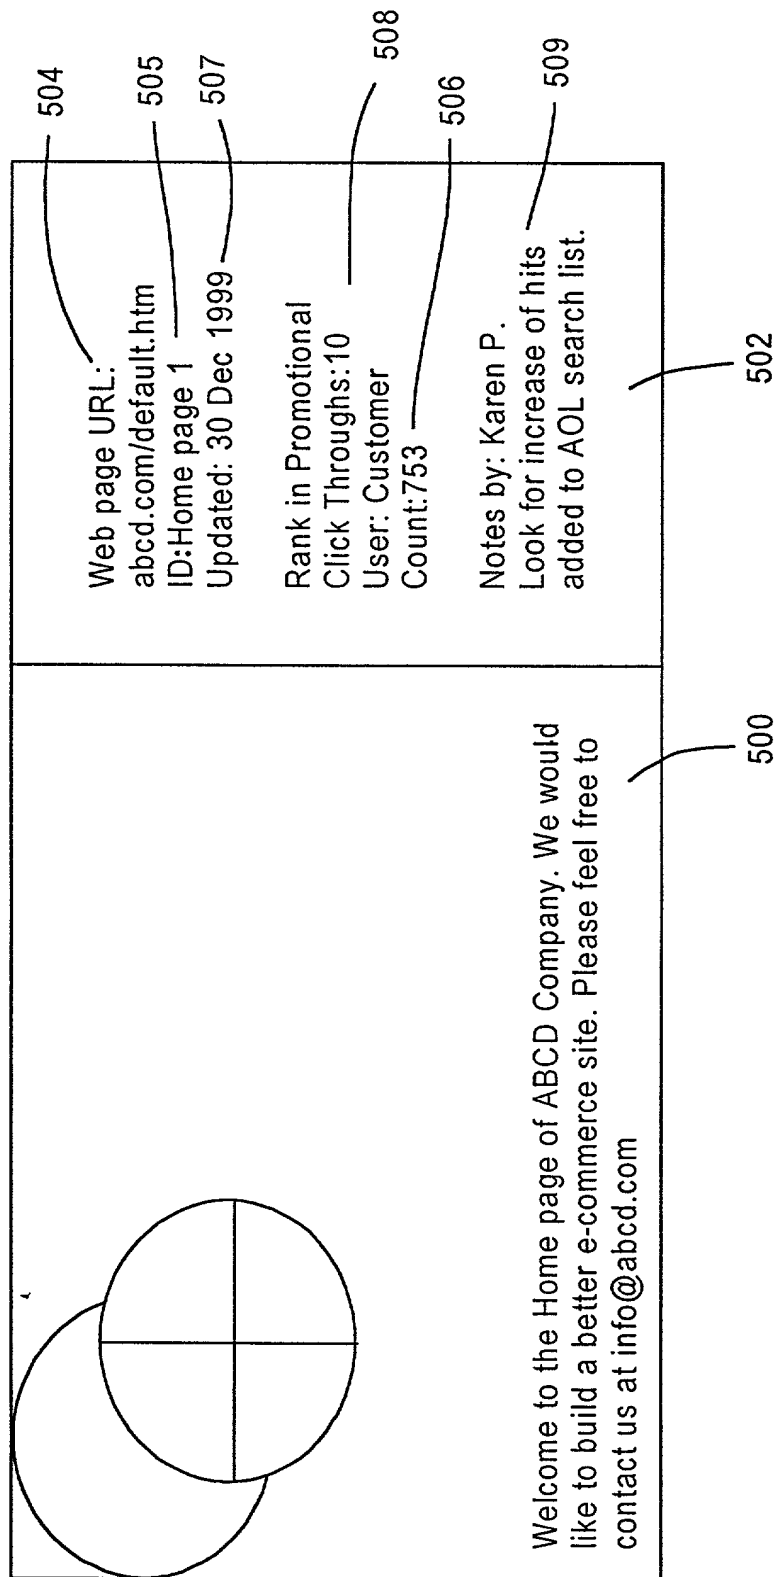 Welcome to the Home page of ABCD Company. We would
like to build a better e-commerce site. Please feel free to
contact us at info@abcd.com
500
Web page URL:
abcd.com/default.htm
ID:Home page 1
Updated: 30 Dec 1999
Rank in Promotional
Click Throughs:10
User: Customer
Count:753
Notes by: Karen P.
Look for increase of hits
added to AOL search list.
502
504
505
507
508
506
509